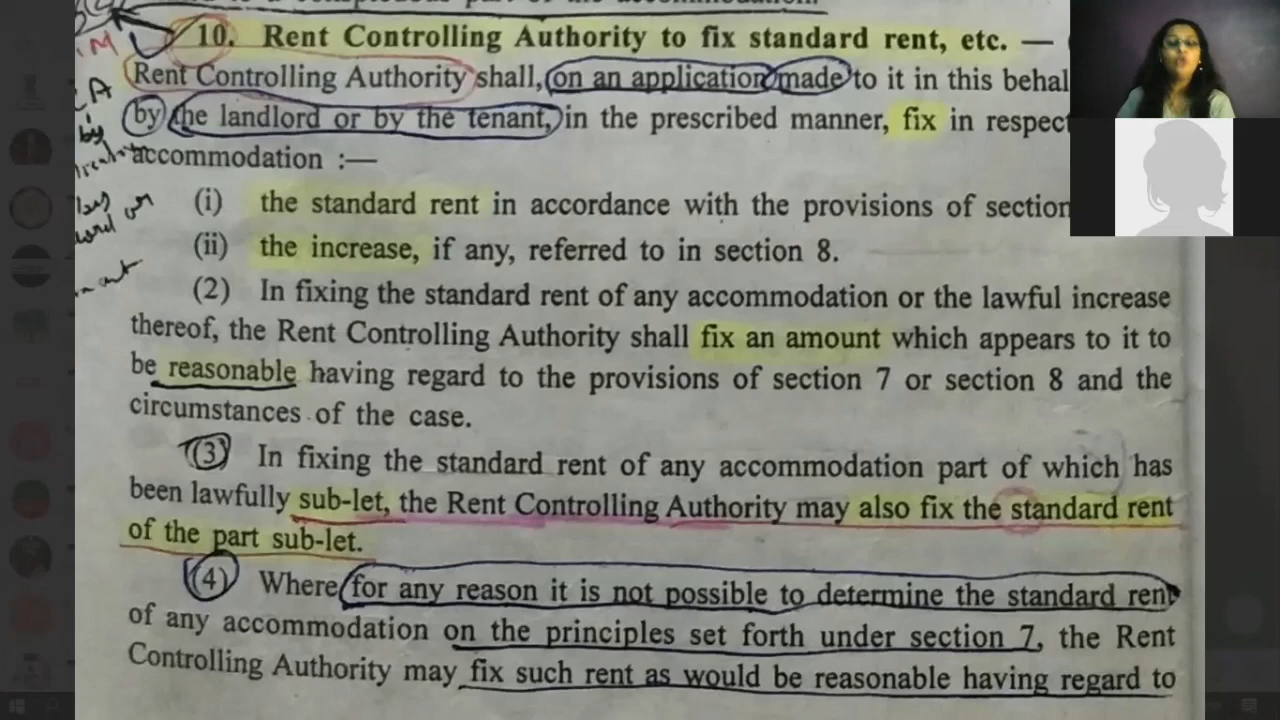 10. Rent Controlling Authority to fix standard rent, etc. —
Rent Controlling Authority shall, on an application made to it in this behal
by the landlord or by the tenant, in the prescribed manner, fix in respect
accommodation :—
(i) the standard rent in accordance with the provisions of section
(ii) the increase, if any, referred to in section 8.
(2) In fixing the standard rent of any accommodation or the lawful increase
thereof, the Rent Controlling Authority shall fix an amount which appears to it to
be reasonable having regard to the provisions of section 7 or section 8 and the
circumstances of the case.
(3) In fixing the standard rent of any accommodation part of which has
been lawfully sub-let, the Rent Controlling Authority may also fix the standard rent
of the part sub-let.
(4) Where for any reason it is not possible to determine the standard rent
of any accommodation on the principles set forth under section 7, the Rent
Controlling Authority may fix such rent as would be reasonable having regard to